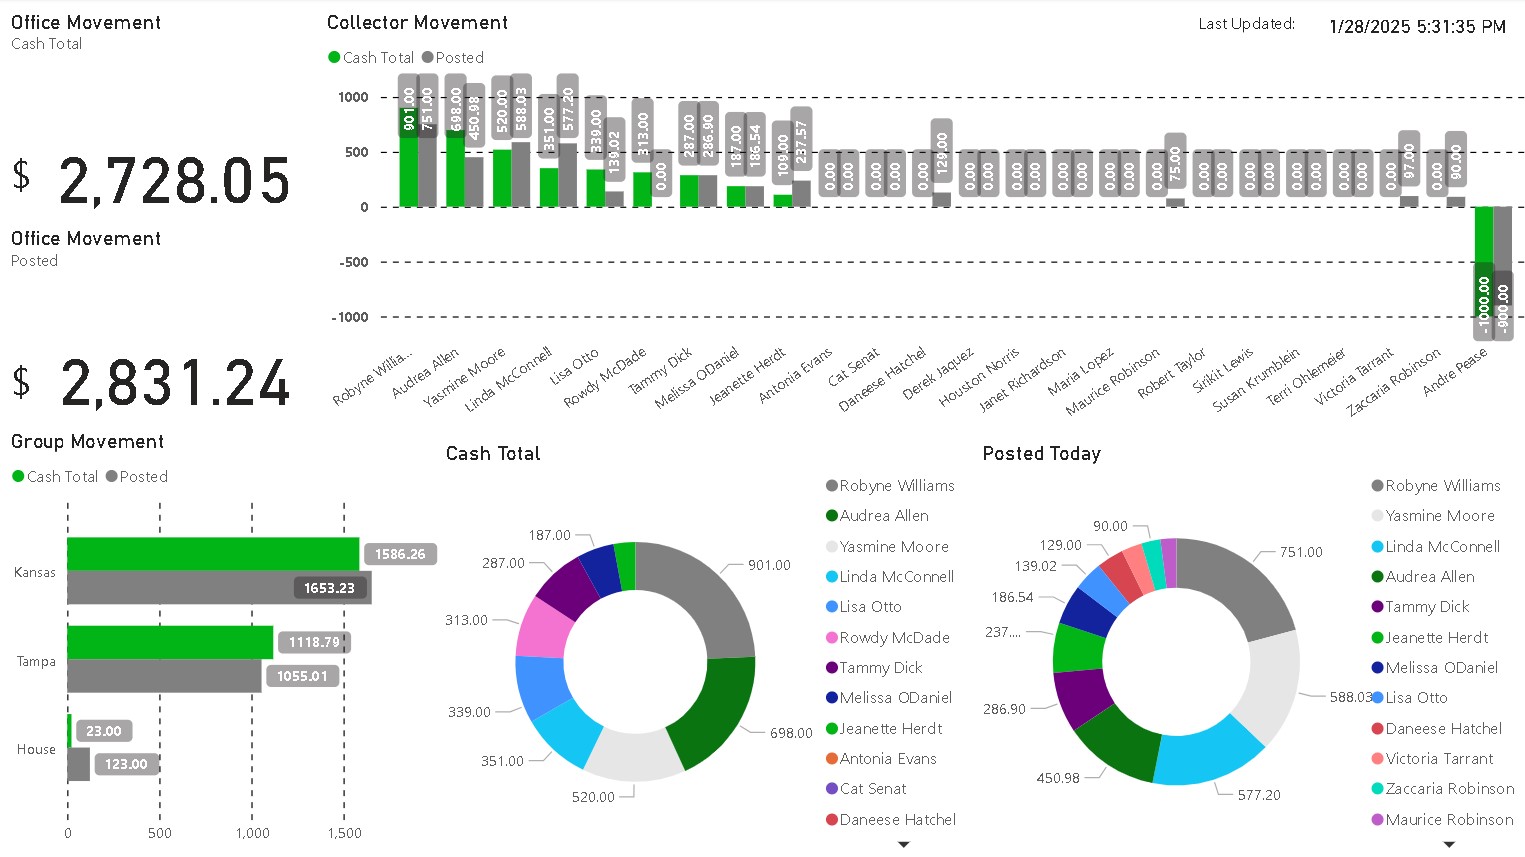 Office Movement
Cash Total
$ 2,728.05
Office Movement
Posted
$ 2,831.24
Collector Movement
Last Updated: 1/28/2025 5:31:35 PM
Cash Total Posted
1000
500
0
-500
-1000
901.00 751.00 698.00 450.98 520.00 588.03 351.00 577.20 339.00 139.02 313.00 0.00 287.00 286.90 187.00 186.54 109.00 237.57 0.00 0.00 0.00 0.00 0.00 129.00 0.00 0.00 0.00 0.00 0.00 0.00 0.00 0.00 0.00 75.00 0.00 0.00 0.00 0.00 0.00 0.00 0.00 0.00 0.00 97.00 0.00 90.00 -1000.00 -900.00
Robyne Willia...
Audrea Allen
Yasmine Moore
Linda McConnell
Lisa Otto
Rowdy McDade
Tammy Dick
Melissa ODaniel
Jeanette Herdt
Antonia Evans
Cat Senat
Daneese Hatchel
Derek Jaquez
Houston Norris
Janet Richardson
Maria Lopez
Maurice Robinson
Robert Taylor
Sirikit Lewis
Susan Krumblein
Terri Ohlemeier
Victoria Tarrant
Zaccaria Robinson
Andre Pease
Group Movement
Cash Total Posted
Kansas
1586.26
1653.23
Tampa
1118.79
1055.01
House
23.00
123.00
0 500 1,000 1,500
Cash Total
901.00
698.00
520.00
351.00
339.00
313.00
287.00
187.00
Robyne Williams
Audrea Allen
Yasmine Moore
Linda McConnell
Lisa Otto
Rowdy McDade
Tammy Dick
Melissa ODaniel
Jeanette Herdt
Antonia Evans
Cat Senat
Daneese Hatchel
Posted Today
751.00
588.03
577.20
450.98
286.90
237....
186.54
139.02
129.00
90.00
Robyne Williams
Yasmine Moore
Linda McConnell
Audrea Allen
Tammy Dick
Jeanette Herdt
Melissa ODaniel
Lisa Otto
Daneese Hatchel
Victoria Tarrant
Zaccaria Robinson
Maurice Robinson